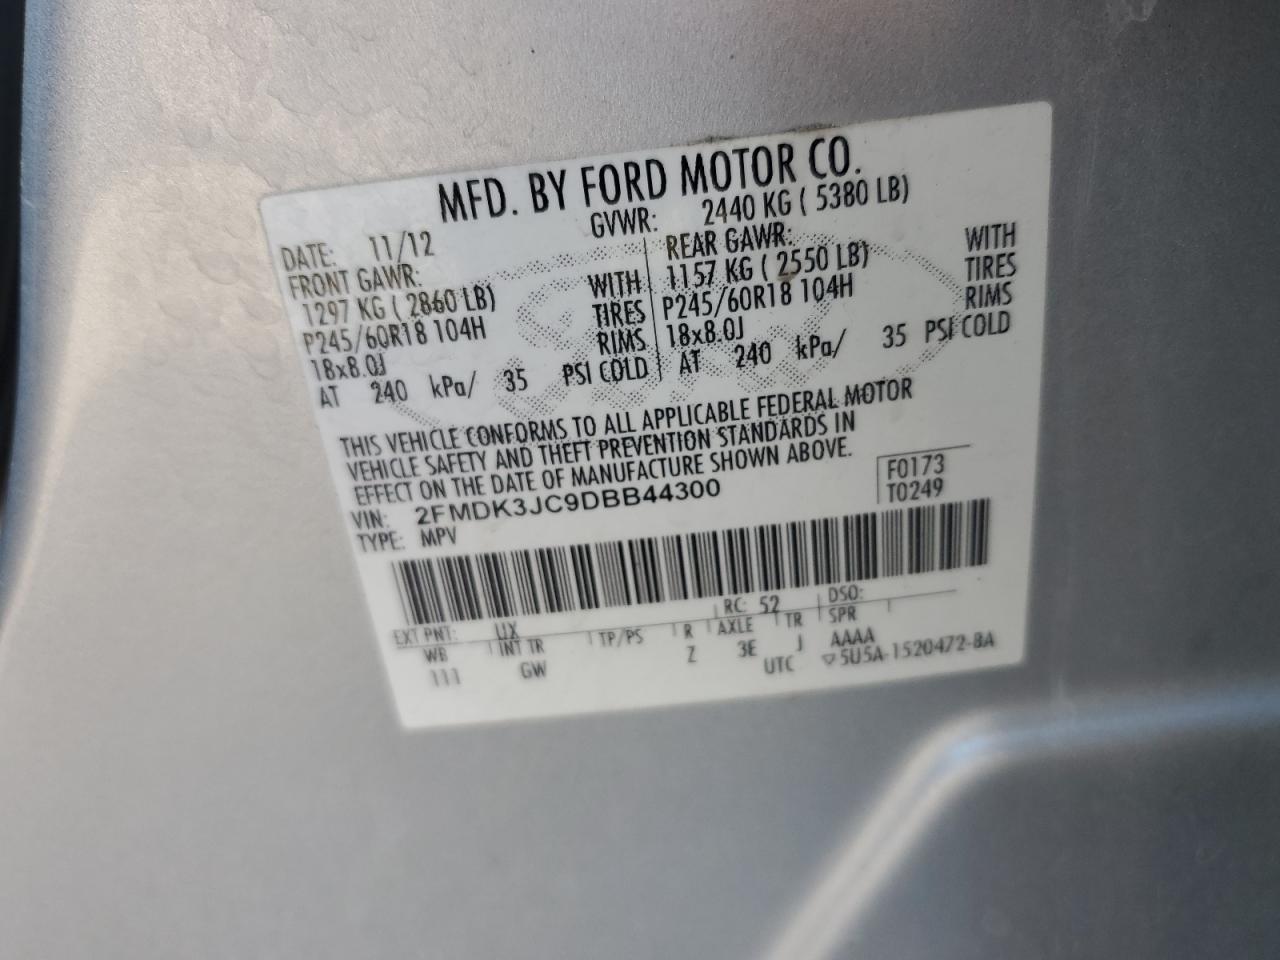 MFD. BY FORD MOTOR CO.
DATE: 11/12 GVWR: 2440 KG ( 5380 LB)
FRONT GAWR: REAR GAWR:
1297 KG ( 2860 LB) WITH 1157 KG ( 2550 LB) WITH
P245/60R18 104H TIRES P245/60R18 104H TIRES
18x8.0J RIMS 18x8.0J RIMS
AT 240 kPa/ 35 PSI COLD AT 240 kPa/ 35 PSI COLD
THIS VEHICLE CONFORMS TO ALL APPLICABLE FEDERAL MOTOR
VEHICLE SAFETY AND THEFT PREVENTION STANDARDS IN
EFFECT ON THE DATE OF MANUFACTURE SHOWN ABOVE.
VIN: 2FMDK3JC9DBB44300 F0173
TYPE: MPV T0249
EXT PNT: UX RC: 52 DSO:
WB INT TR TP/PS R AXLE TR SPR
111 GW Z 3E J AAAA
UTC ▽5U5A-1520472-BA